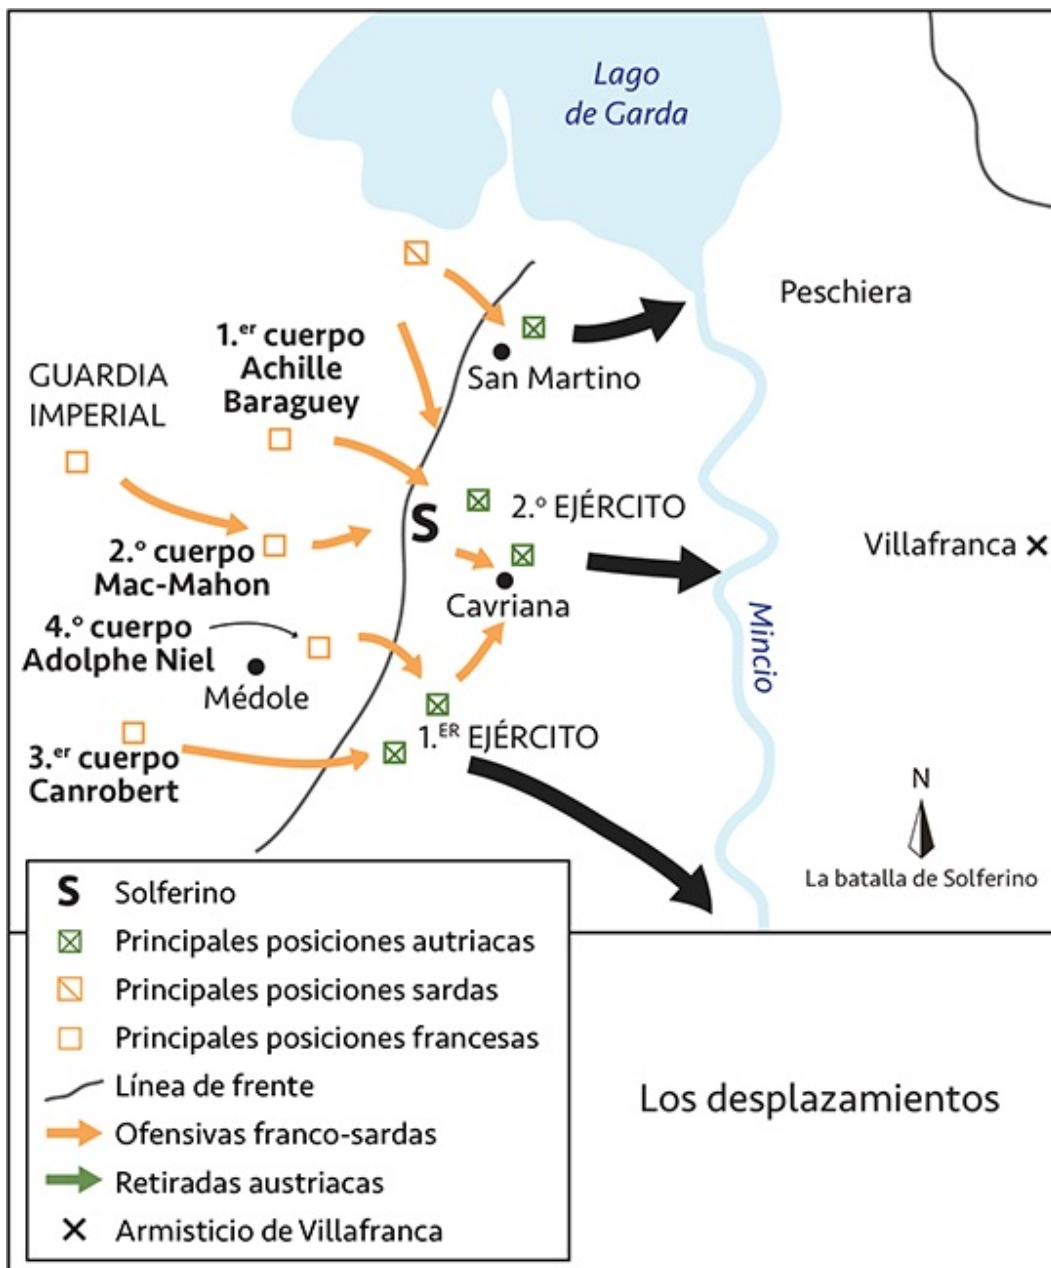 Lago
de Garda
Peschiera
1.er cuerpo
Achille
Baraguey
GUARDIA
IMPERIAL
San Martino
S
2.º EJÉRCITO
2.º cuerpo
Mac-Mahon
Villafranca
Cavriana
Mincio
4.º cuerpo
Adolphe Niel
Médole
1.ER EJÉRCITO
3.er cuerpo
Canrobert
N
La batalla de Solferino
S Solferino
Principales posiciones autriacas
Principales posiciones sardas
Principales posiciones francesas
Línea de frente
Ofensivas franco-sardas
Retiradas austriacas
Armisticio de Villafranca
Los desplazamientos